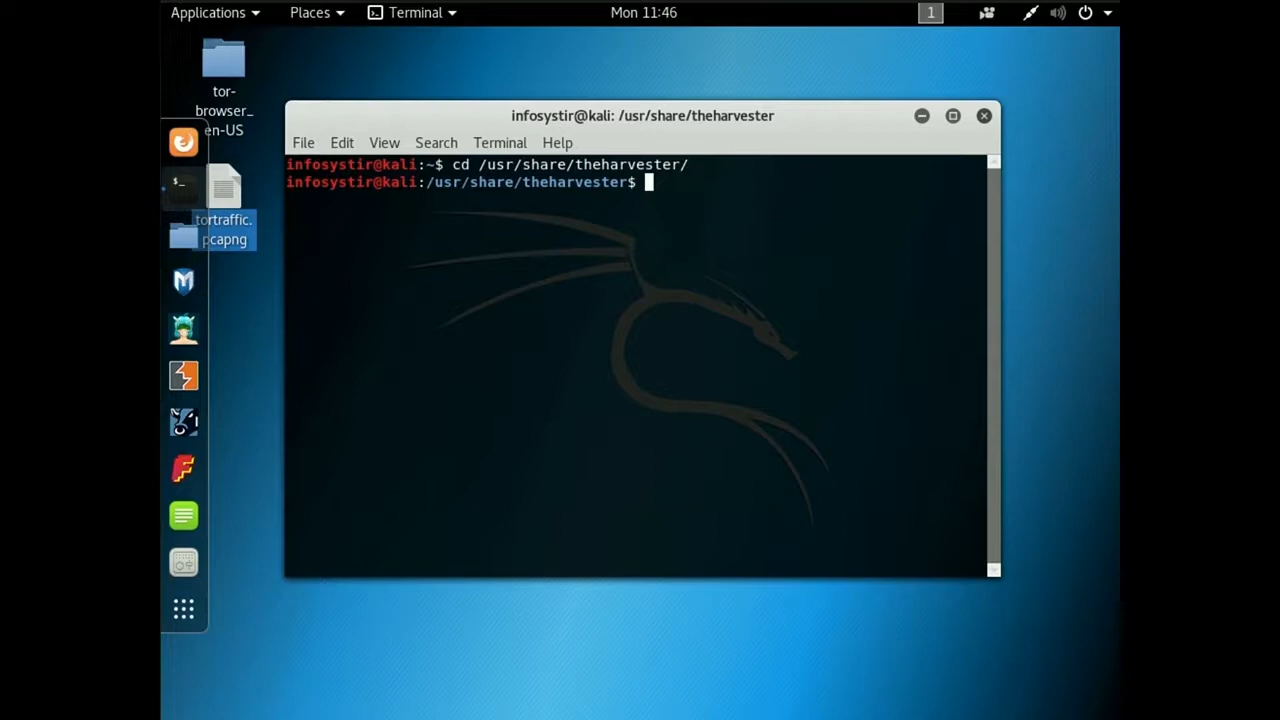 Applications Places Terminal Mon 11:46 1
tor-
browser_
en-US
tortraffic.
pcapng
infosystir@kali: /usr/share/theharvester
File Edit View Search Terminal Help
infosystir@kali:~$ cd /usr/share/theharvester/
infosystir@kali:/usr/share/theharvester$